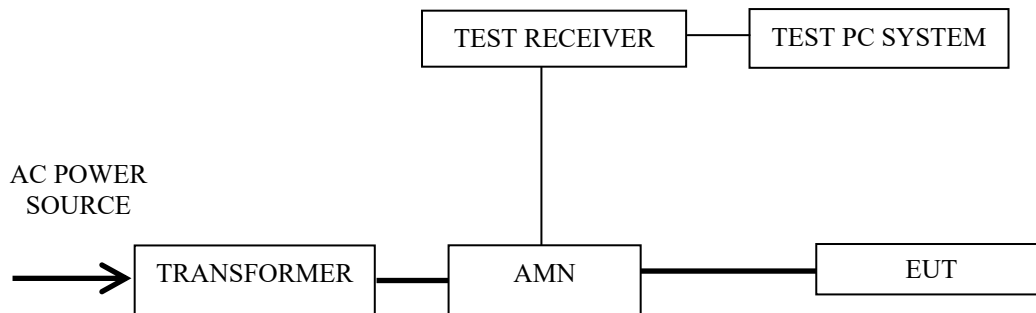 TEST RECEIVER
TEST PC SYSTEM
AC POWER
SOURCE
TRANSFORMER
AMN
EUT